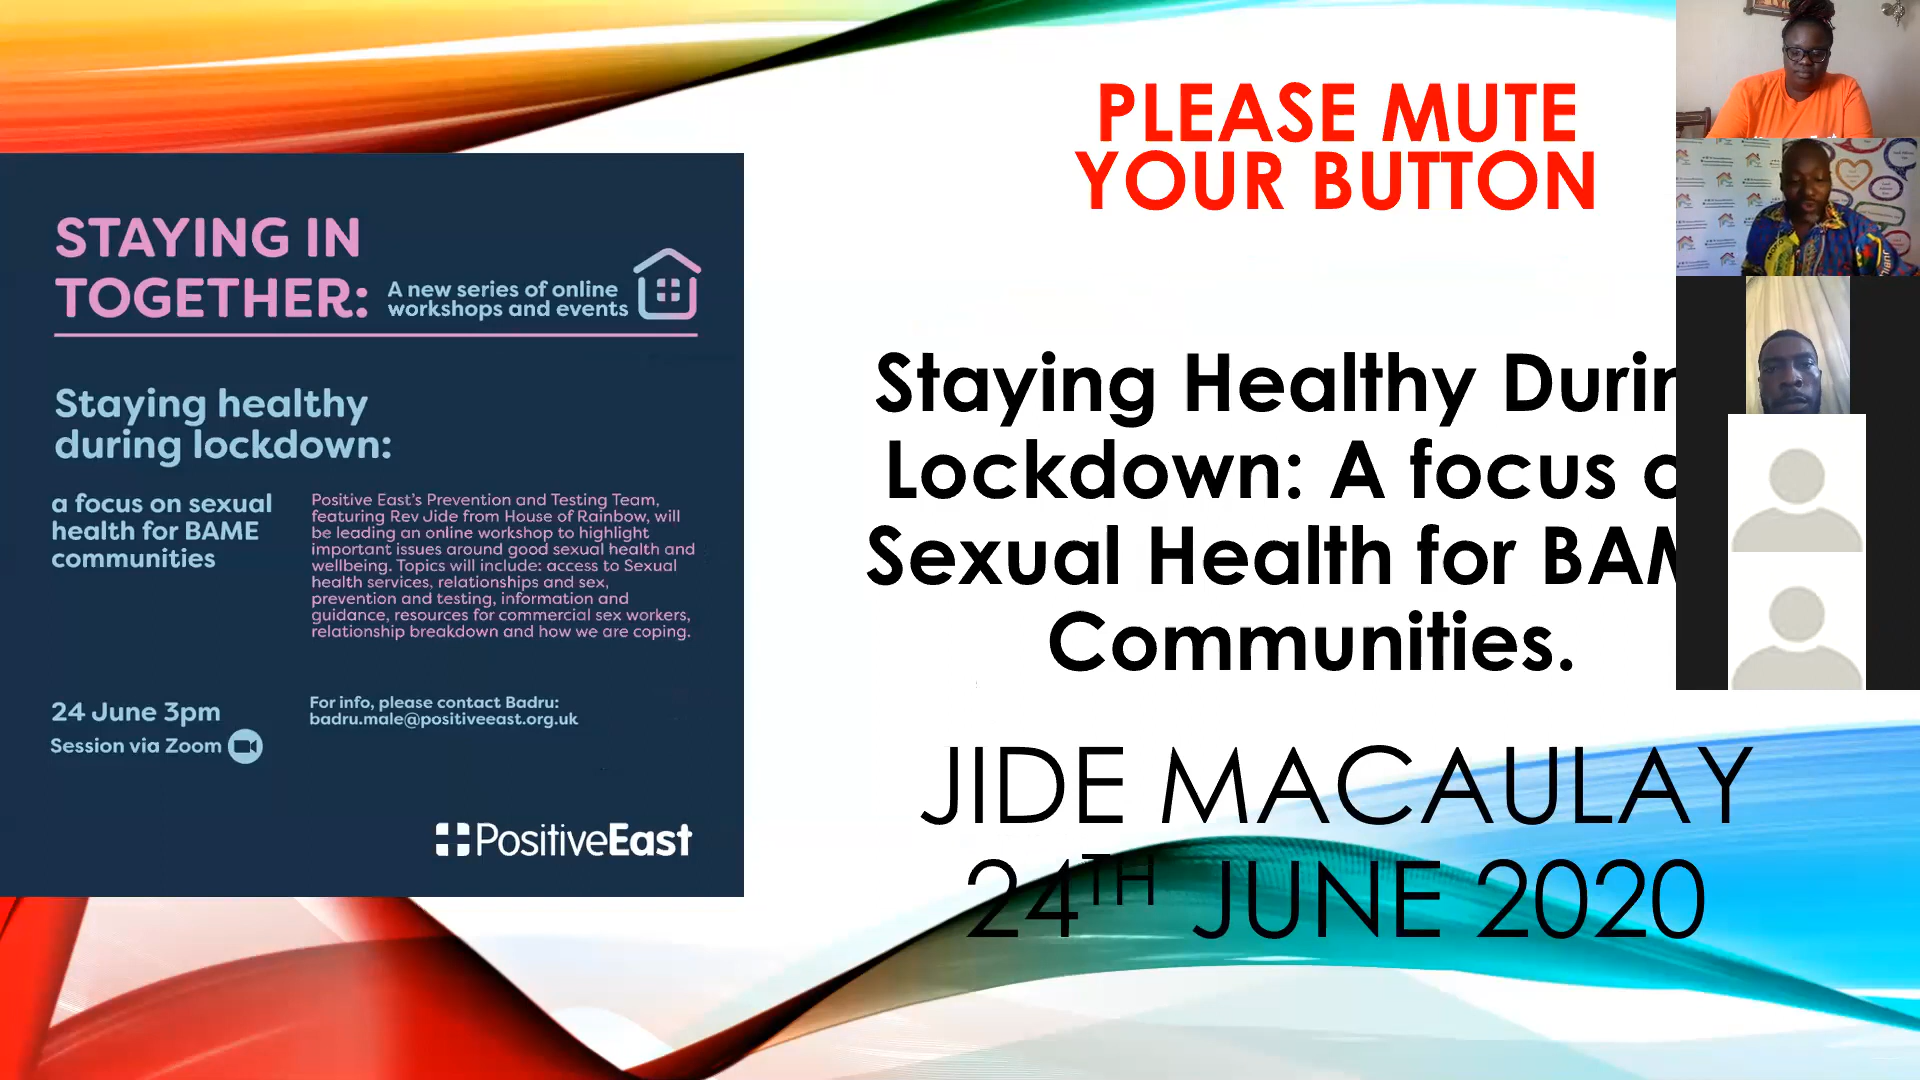 STAYING IN
TOGETHER:
A new series of online
workshops and events
Staying healthy
during lockdown:
a focus on sexual
health for BAME
communities
Positive East's Prevention and Testing Team,
featuring Rev Jide from House of Rainbow, will
be leading an online workshop to highlight
important issues around good sexual health and
wellbeing. Topics will include: access to Sexual
health services, relationships and sex,
prevention and testing, information and
guidance, resources for commercial sex workers,
relationship breakdown and how we are coping.
24 June 3pm
Session via Zoom
For info, please contact Badru:
badru.male@positiveeast.org.uk
PositiveEast
PLEASE MUTE
YOUR BUTTON
Staying Healthy Durin
Lockdown: A focus o
Sexual Health for BAM
Communities.
JIDE MACAULAY
24TH JUNE 2020